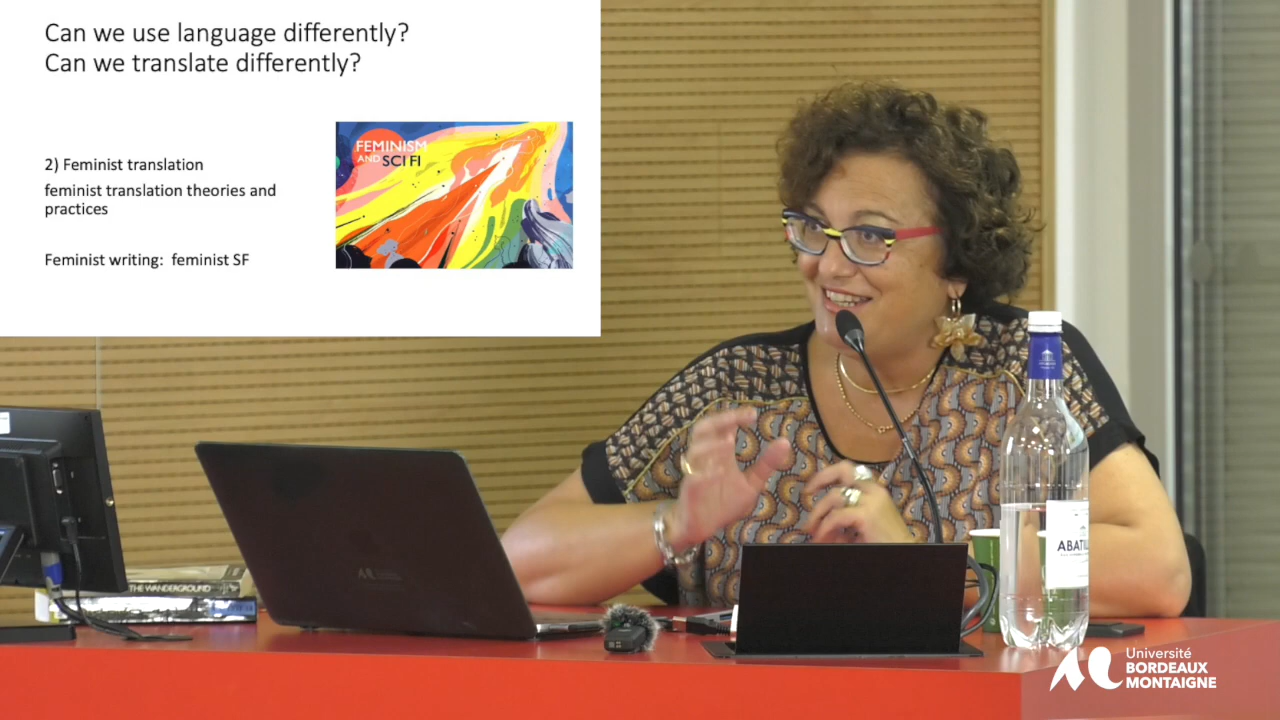 Can we use language differently?
Can we translate differently?
2) Feminist translation
feminist translation theories and
practices
Feminist writing: feminist SF
FEMINISM
AND SCI FI
THE WANDERGROUND
ABATIL
Université
BORDEAUX
MONTAIGNE